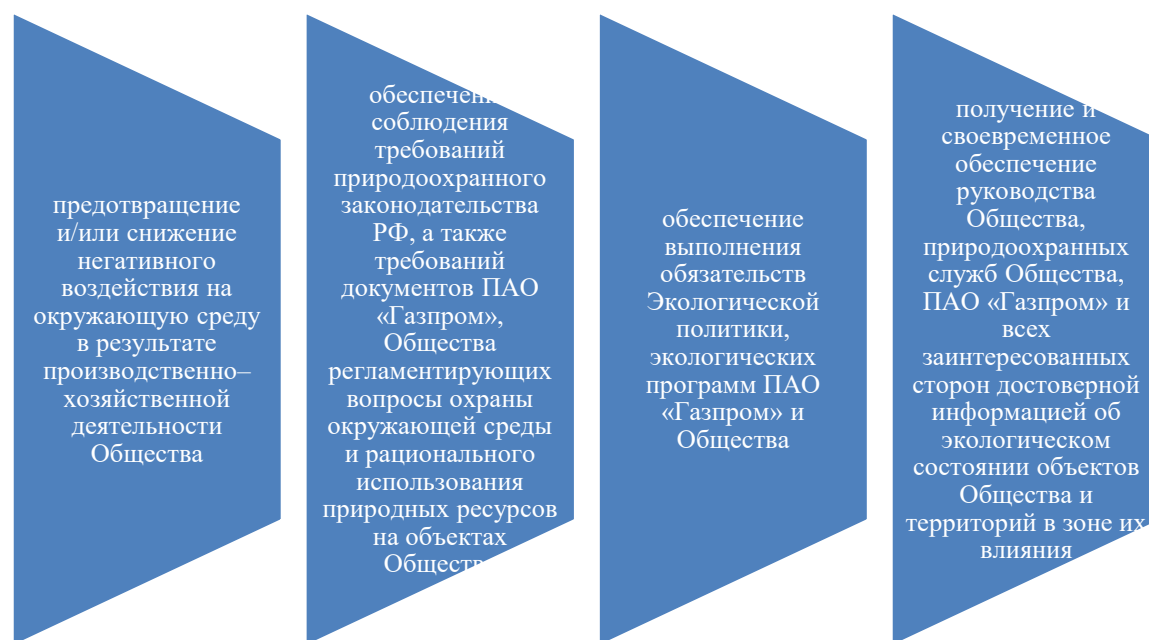 предотвращение
и/или снижение
негативного
воздействия на
окружающую среду
в результате
производственно–
хозяйственной
деятельности
Общества
обеспечение
соблюдения
требований
природоохранного
законодательства
РФ, а также
требований
документов ПАО
«Газпром»,
Общества
регламентирующих
вопросы охраны
окружающей среды
и рационального
использования
природных ресурсов
на объектах
Общества
обеспечение
выполнения
обязательств
Экологической
политики,
экологических
программ ПАО
«Газпром» и
Общества
получение и
своевременное
обеспечение
руководства
Общества,
природоохранных
служб Общества,
ПАО «Газпром» и
всех
заинтересованных
сторон достоверной
информацией об
экологическом
состоянии объектов
Общества и
территорий в зоне их
влияния